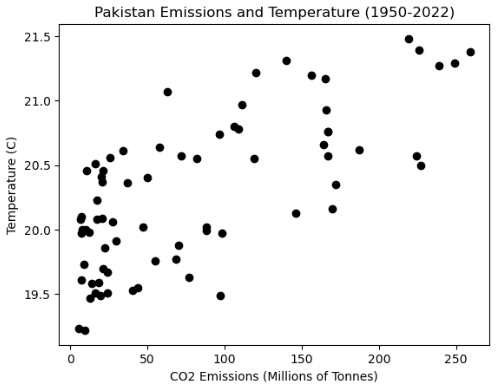 Pakistan Emissions and Temperature (1950-2022)
Temperature (C)
21.5
21.0
20.5
20.0
19.5
0 50 100 150 200 250
CO2 Emissions (Millions of Tonnes)